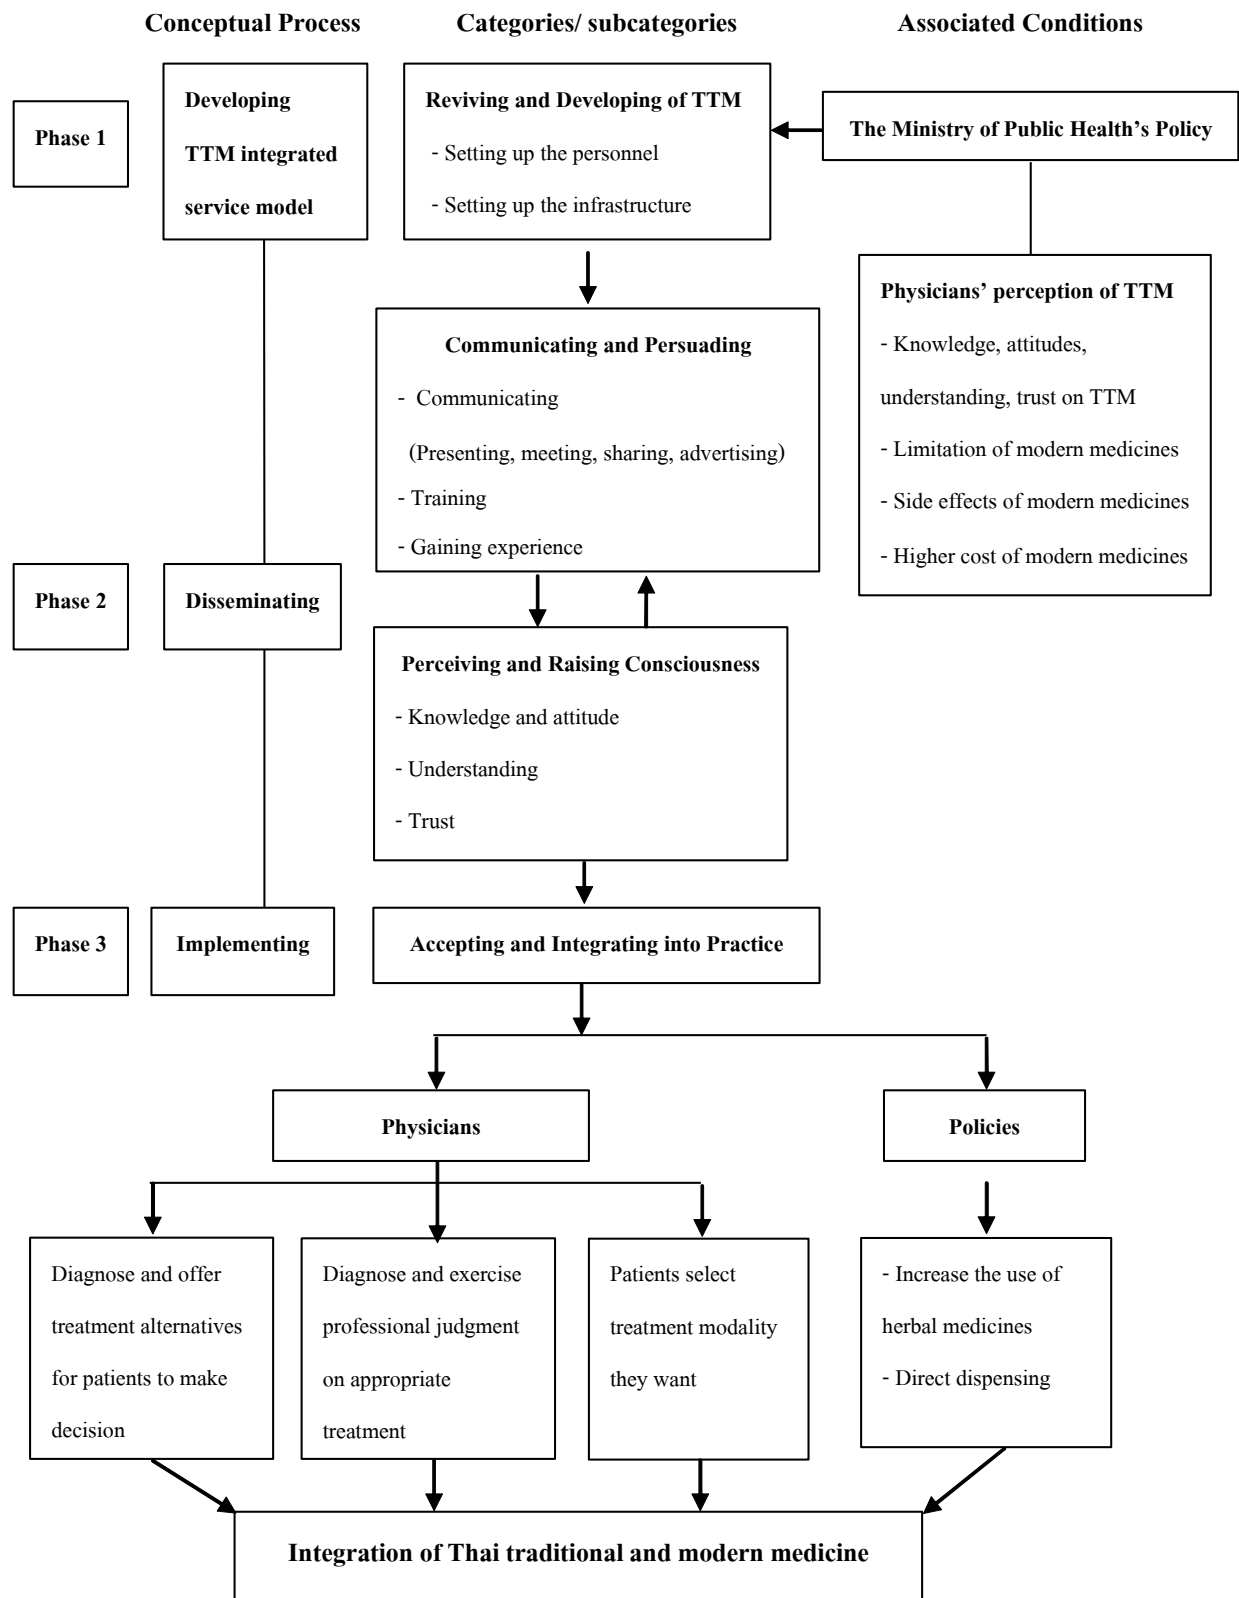 Conceptual Process
Categories/ subcategories
Associated Conditions
Phase 1
Developing
TTM integrated
service model
Reviving and Developing of TTM
- Setting up the personnel
- Setting up the infrastructure
The Ministry of Public Health’s Policy
Physicians’ perception of TTM
- Knowledge, attitudes,
understanding, trust on TTM
- Limitation of modern medicines
- Side effects of modern medicines
- Higher cost of modern medicines
Communicating and Persuading
- Communicating
(Presenting, meeting, sharing, advertising)
- Training
- Gaining experience
Phase 2
Disseminating
Perceiving and Raising Consciousness
- Knowledge and attitude
- Understanding
- Trust
Phase 3
Implementing
Accepting and Integrating into Practice
Physicians
Policies
Diagnose and offer
treatment alternatives
for patients to make
decision
Diagnose and exercise
professional judgment
on appropriate
treatment
Patients select
treatment modality
they want
- Increase the use of
herbal medicines
- Direct dispensing
Integration of Thai traditional and modern medicine